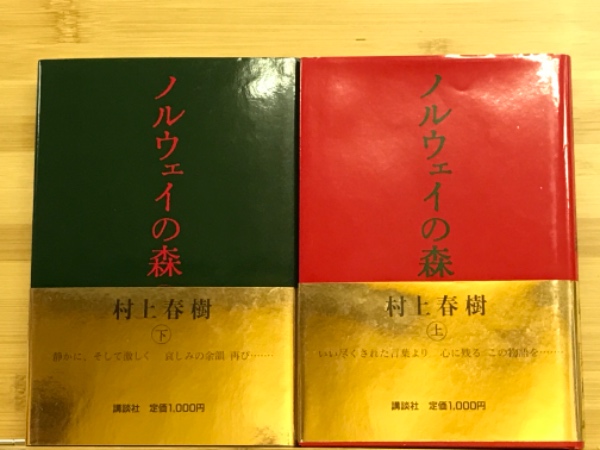 ノルウェイの森
村上春樹
下
静かに、そして激しく 哀しみの余韻 再び……
講談社 定価1,000円
ノルウェイの森
村上春樹
上
いい尽くされた言葉より 心に残る この物語を……
講談社 定価1,000円